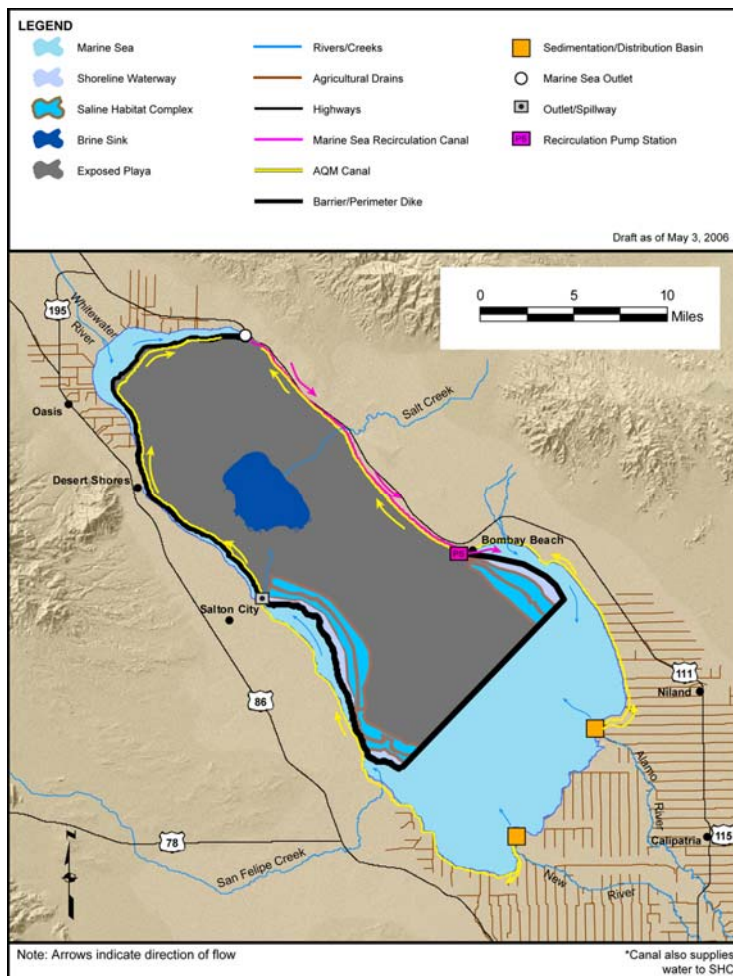 LEGEND
Marine Sea
Shoreline Waterway
Saline Habitat Complex
Brine Sink
Exposed Playa
Rivers/Creeks
Agricultural Drains
Highways
Marine Sea Recirculation Canal
AQM Canal
Barrier/Perimeter Dike
Sedimentation/Distribution Basin
Marine Sea Outlet
Outlet/Spillway
PS
Recirculation Pump Station
Draft as of May 3, 2006
0 5 10
Miles
195
Whitewater
River
Oasis
Salt Creek
Desert Shores
Bombay Beach
PS
Salton City
111
86
Niland
Alamo
River
78
115
Calipatria
San Felipe Creek
New
River
N
Note: Arrows indicate direction of flow
*Canal also supplies
water to SHC